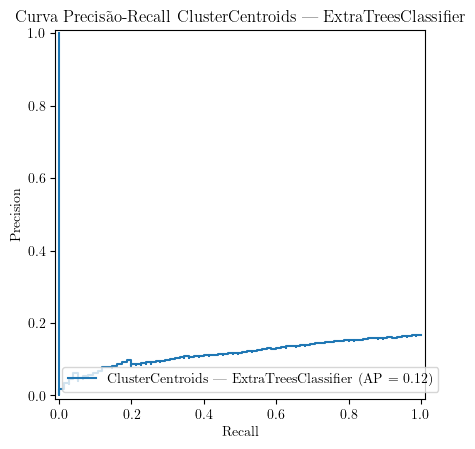 Curva Precisão-Recall ClusterCentroids — ExtraTreesClassifier
1.0
0.8
0.6
0.4
0.2
0.0
Precision
ClusterCentroids — ExtraTreesClassifier (AP = 0.12)
0.0 0.2 0.4 0.6 0.8 1.0
Recall